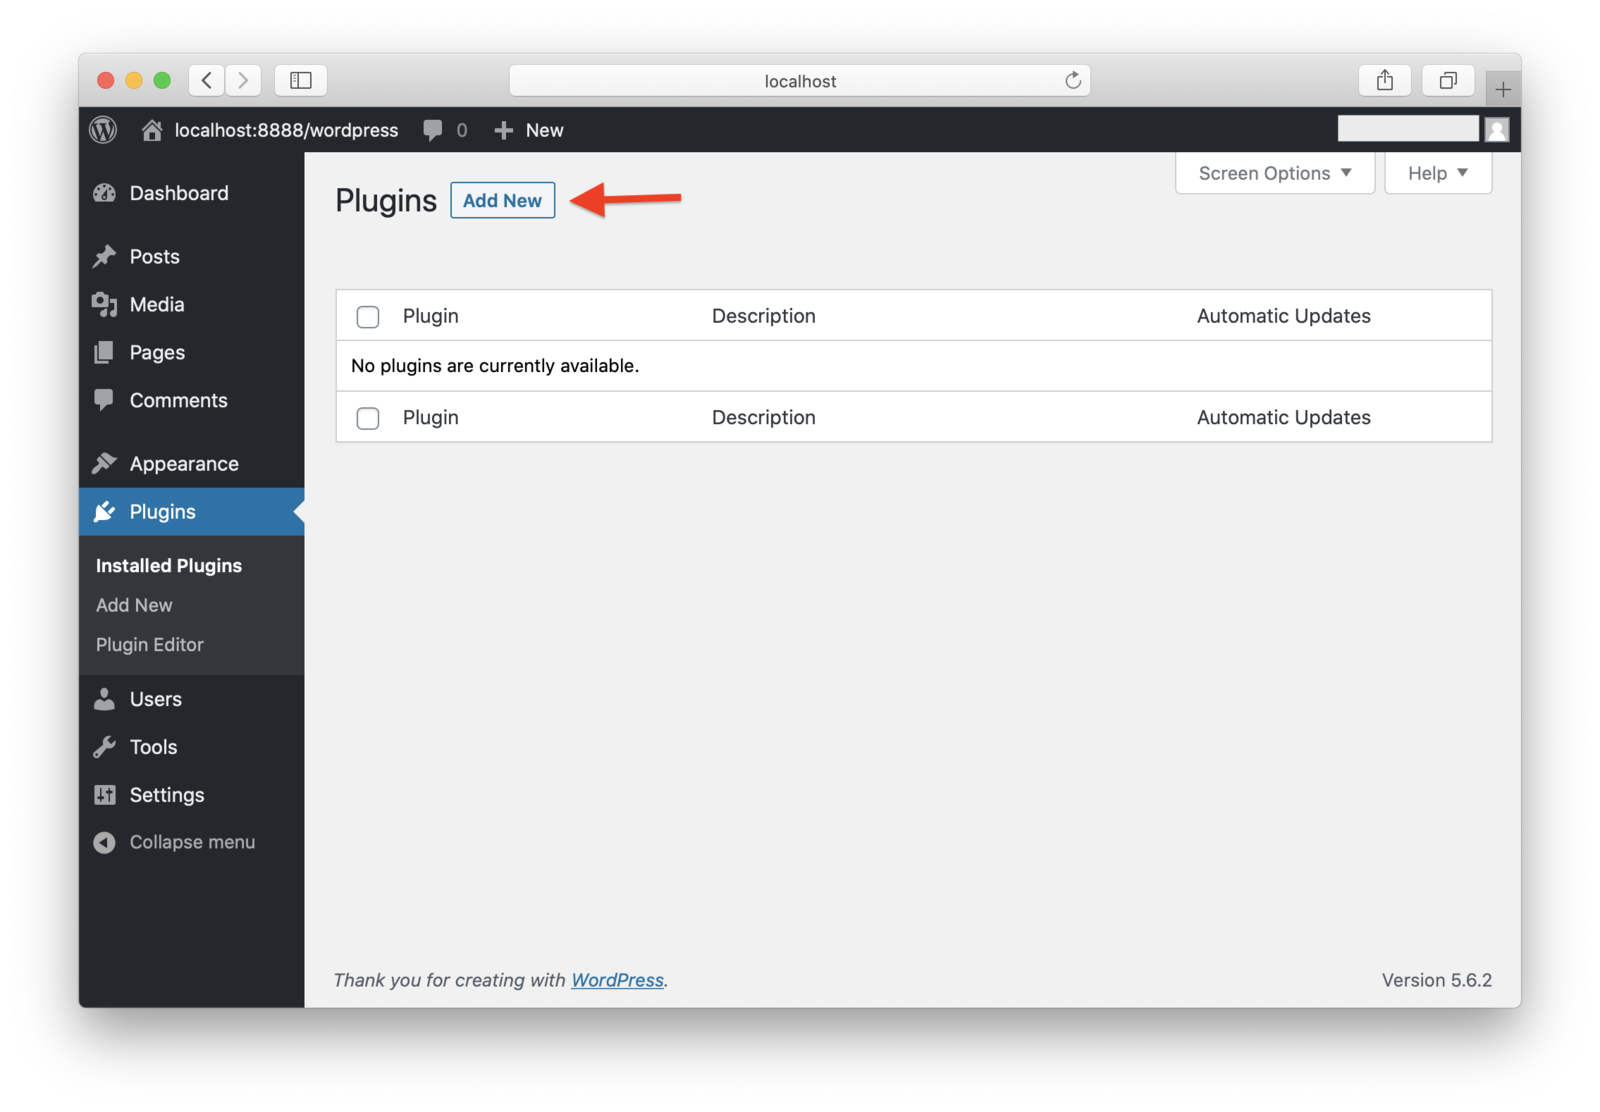 localhost
localhost:8888/wordpress 0 New
Screen Options Help
Plugins Add New
Dashboard
Posts
Media
Pages
Comments
Appearance
Plugins
Installed Plugins
Add New
Plugin Editor
Users
Tools
Settings
Collapse menu
Plugin Description Automatic Updates
No plugins are currently available.
Plugin Description Automatic Updates
Thank you for creating with WordPress. Version 5.6.2